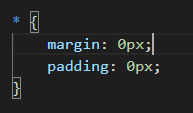 * {
    margin: 0px;
    padding: 0px;
}